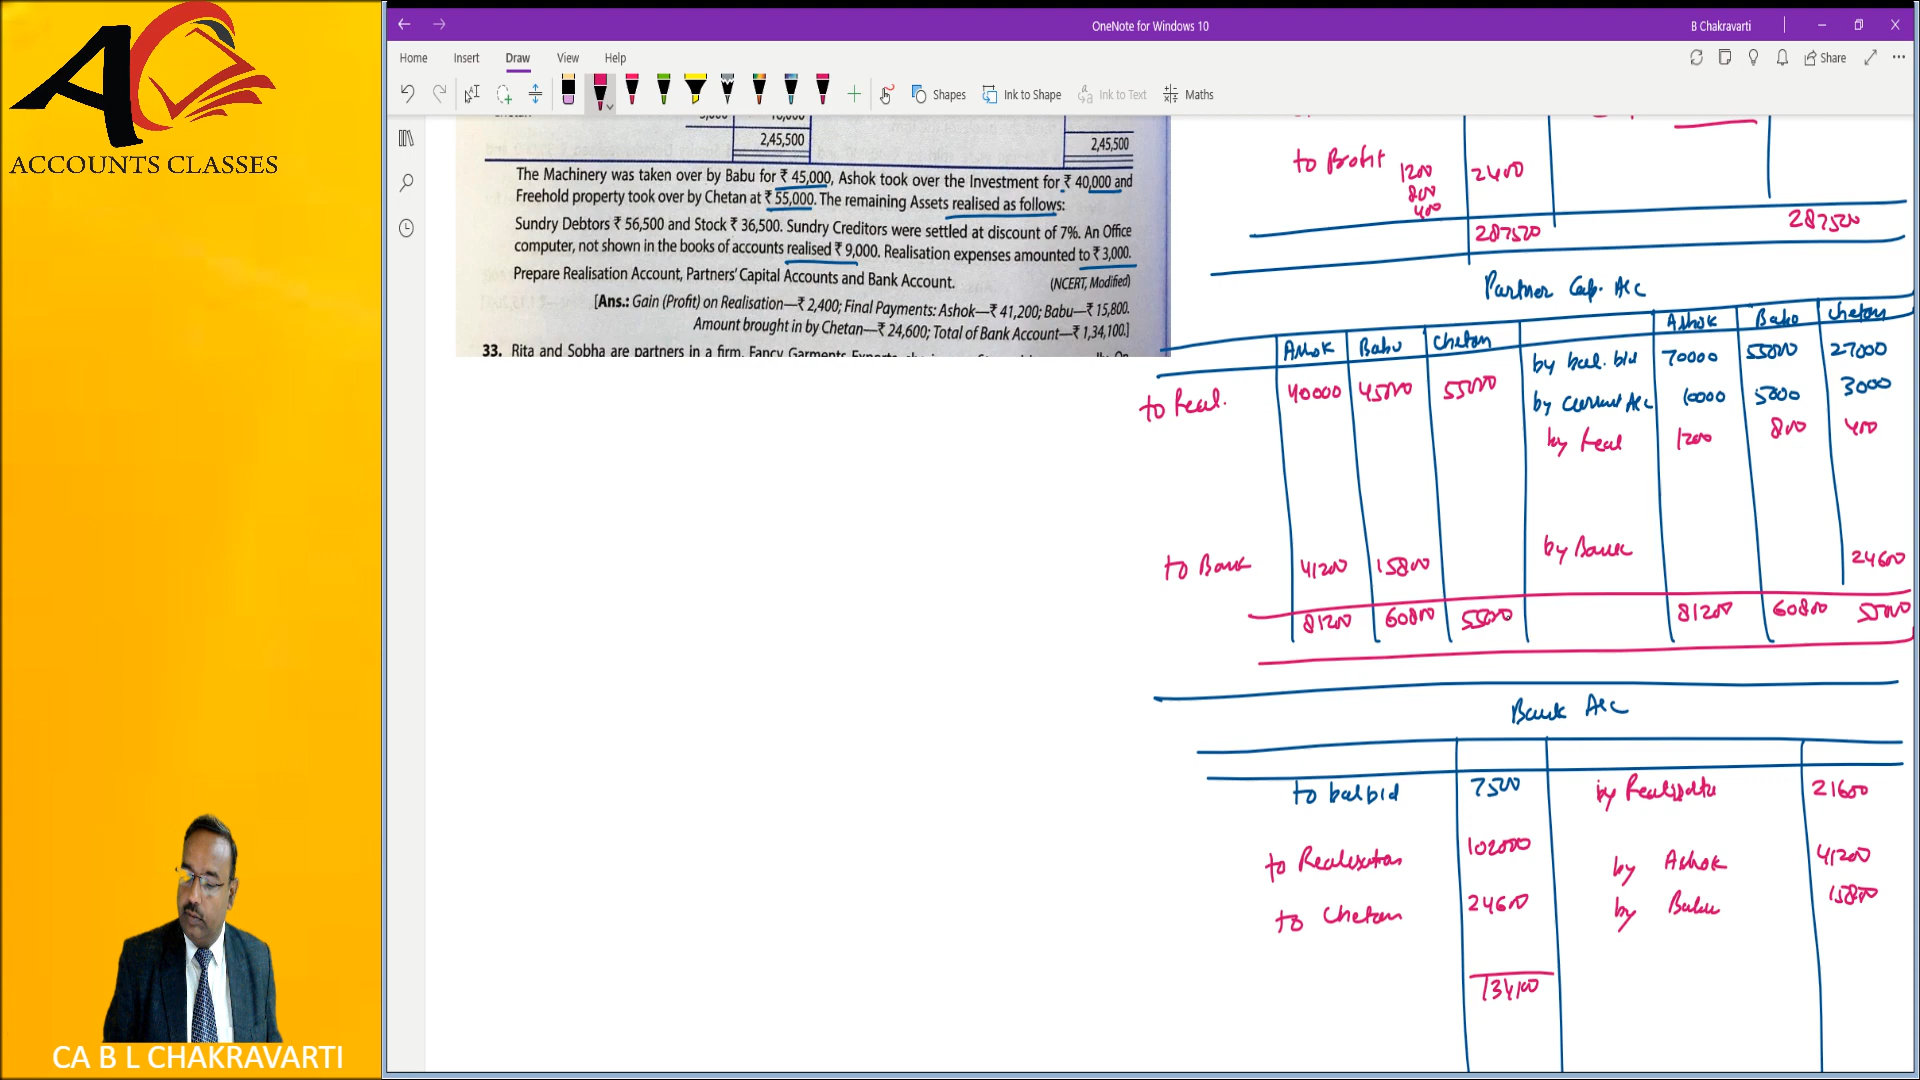 ACCOUNTS CLASSES
CA B L CHAKRAVARTI
OneNote for Windows 10
B Chakravarti
Home Insert Draw View Help
Share
Shapes Ink to Shape Ink to Text Maths
2,45,500 2,45,500
The Machinery was taken over by Babu for ₹ 45,000, Ashok took over the Investment for ₹ 40,000 and
Freehold property took over by Chetan at ₹ 55,000. The remaining Assets realised as follows:
Sundry Debtors ₹ 56,500 and Stock ₹ 36,500. Sundry Creditors were settled at discount of 7%. An Office
computer, not shown in the books of accounts realised ₹ 9,000. Realisation expenses amounted to ₹ 3,000.
Prepare Realisation Account, Partners' Capital Accounts and Bank Account. (NCERT, Modified)
[Ans.: Gain (Profit) on Realisation—₹ 2,400; Final Payments: Ashok—₹ 41,200; Babu—₹ 15,800.
Amount brought in by Chetan—₹ 24,600; Total of Bank Account—₹ 1,34,100.]
33. Rita and Sobha are partners in a firm, Fancy Garments Exports
to Profit 1200 2400
800
400
287520 287500
Partner Cap. A/c
Ashok Babu Chetan Ashok Babu Chetan
by bal. b/d 70000 55000 27000
to Real. 40000 45000 55000 by current A/c 10000 5000 3000
by Real 1200 800 400
to Bank 41200 15800 by Bank 24600
81200 60800 55000 81200 60800 55000
Bank A/c
to bal b/d 7500 by Realisation 21600
to Realisation 102000 by Ashok 41200
to Chetan 24600 by Babu 15800
134100